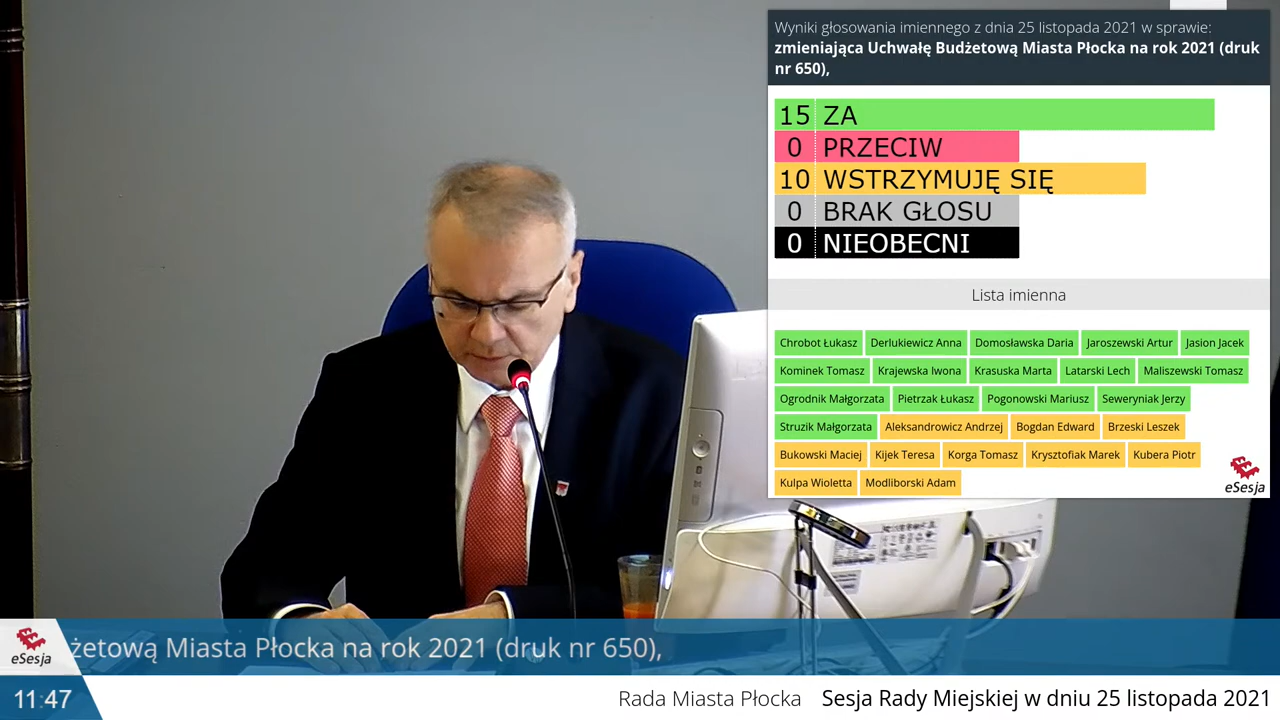 Wyniki głosowania imiennego z dnia 25 listopada 2021 w sprawie:
zmieniająca Uchwałę Budżetową Miasta Płocka na rok 2021 (druk
nr 650),
15 ZA
0 PRZECIW
10 WSTRZYMUJĘ SIĘ
0 BRAK GŁOSU
0 NIEOBECNI
Lista imienna
Chrobot Łukasz Derlukiewicz Anna Domosławska Daria Jaroszewski Artur Jasion Jacek
Kominek Tomasz Krajewska Iwona Krasuska Marta Latarski Lech Maliszewski Tomasz
Ogrodnik Małgorzata Pietrzak Łukasz Pogonowski Mariusz Seweryniak Jerzy
Struzik Małgorzata Aleksandrowicz Andrzej Bogdan Edward Brzeski Leszek
Bukowski Maciej Kijek Teresa Korga Tomasz Krysztofiak Marek Kubera Piotr
Kulpa Wioletta Modliborski Adam
eSesja
eSesja
żetową Miasta Płocka na rok 2021 (druk nr 650),
11:47
Rada Miasta Płocka Sesja Rady Miejskiej w dniu 25 listopada 2021